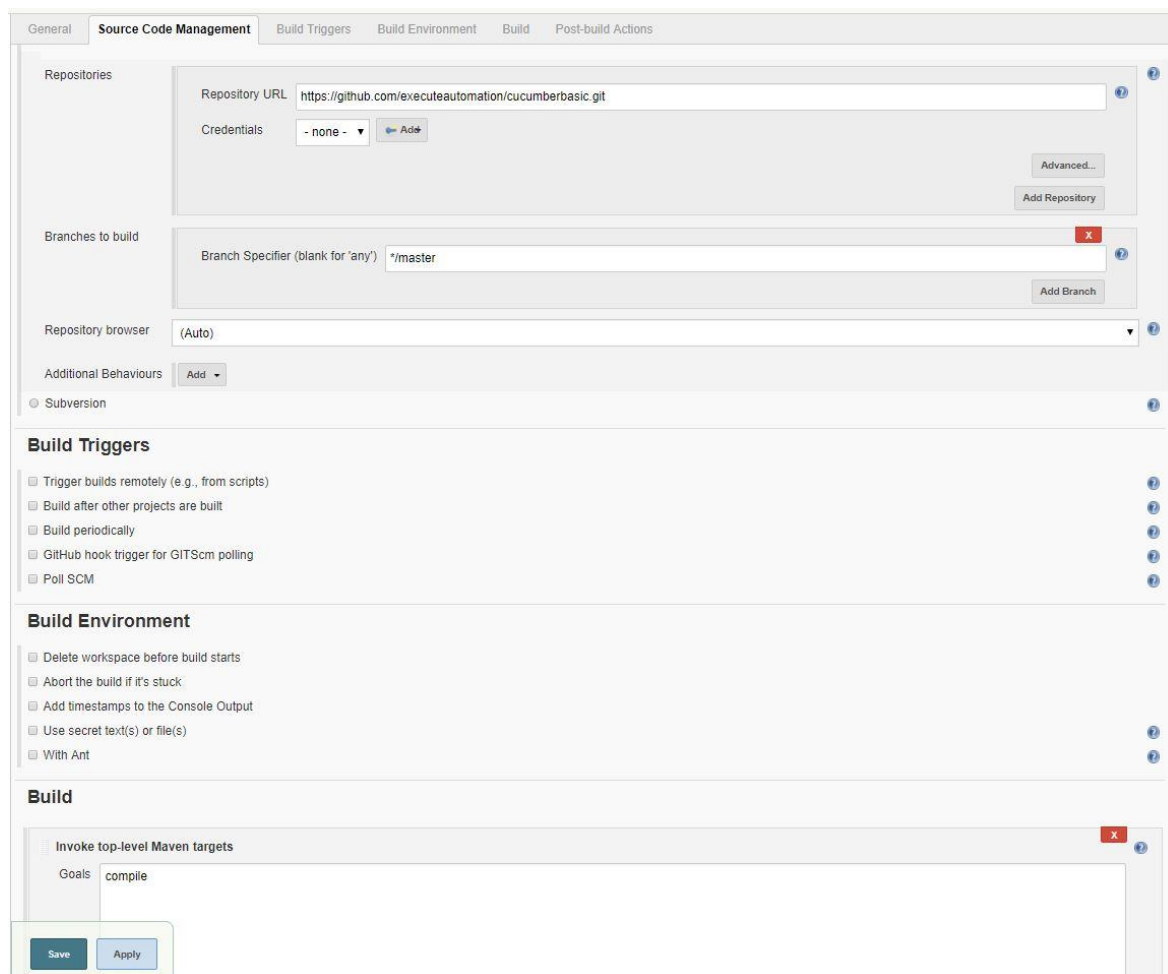 General Source Code Management Build Triggers Build Environment Build Post-build Actions
Repositories
Repository URL https://github.com/executeautomation/cucumberbasic.git
Credentials - none - Add
Advanced...
Add Repository
Branches to build
X
Branch Specifier (blank for 'any') */master
Add Branch
Repository browser (Auto)
Additional Behaviours Add
Subversion
Build Triggers
Trigger builds remotely (e.g., from scripts)
Build after other projects are built
Build periodically
GitHub hook trigger for GITScm polling
Poll SCM
Build Environment
Delete workspace before build starts
Abort the build if it's stuck
Add timestamps to the Console Output
Use secret text(s) or file(s)
With Ant
Build
X
Invoke top-level Maven targets
Goals compile
Save Apply